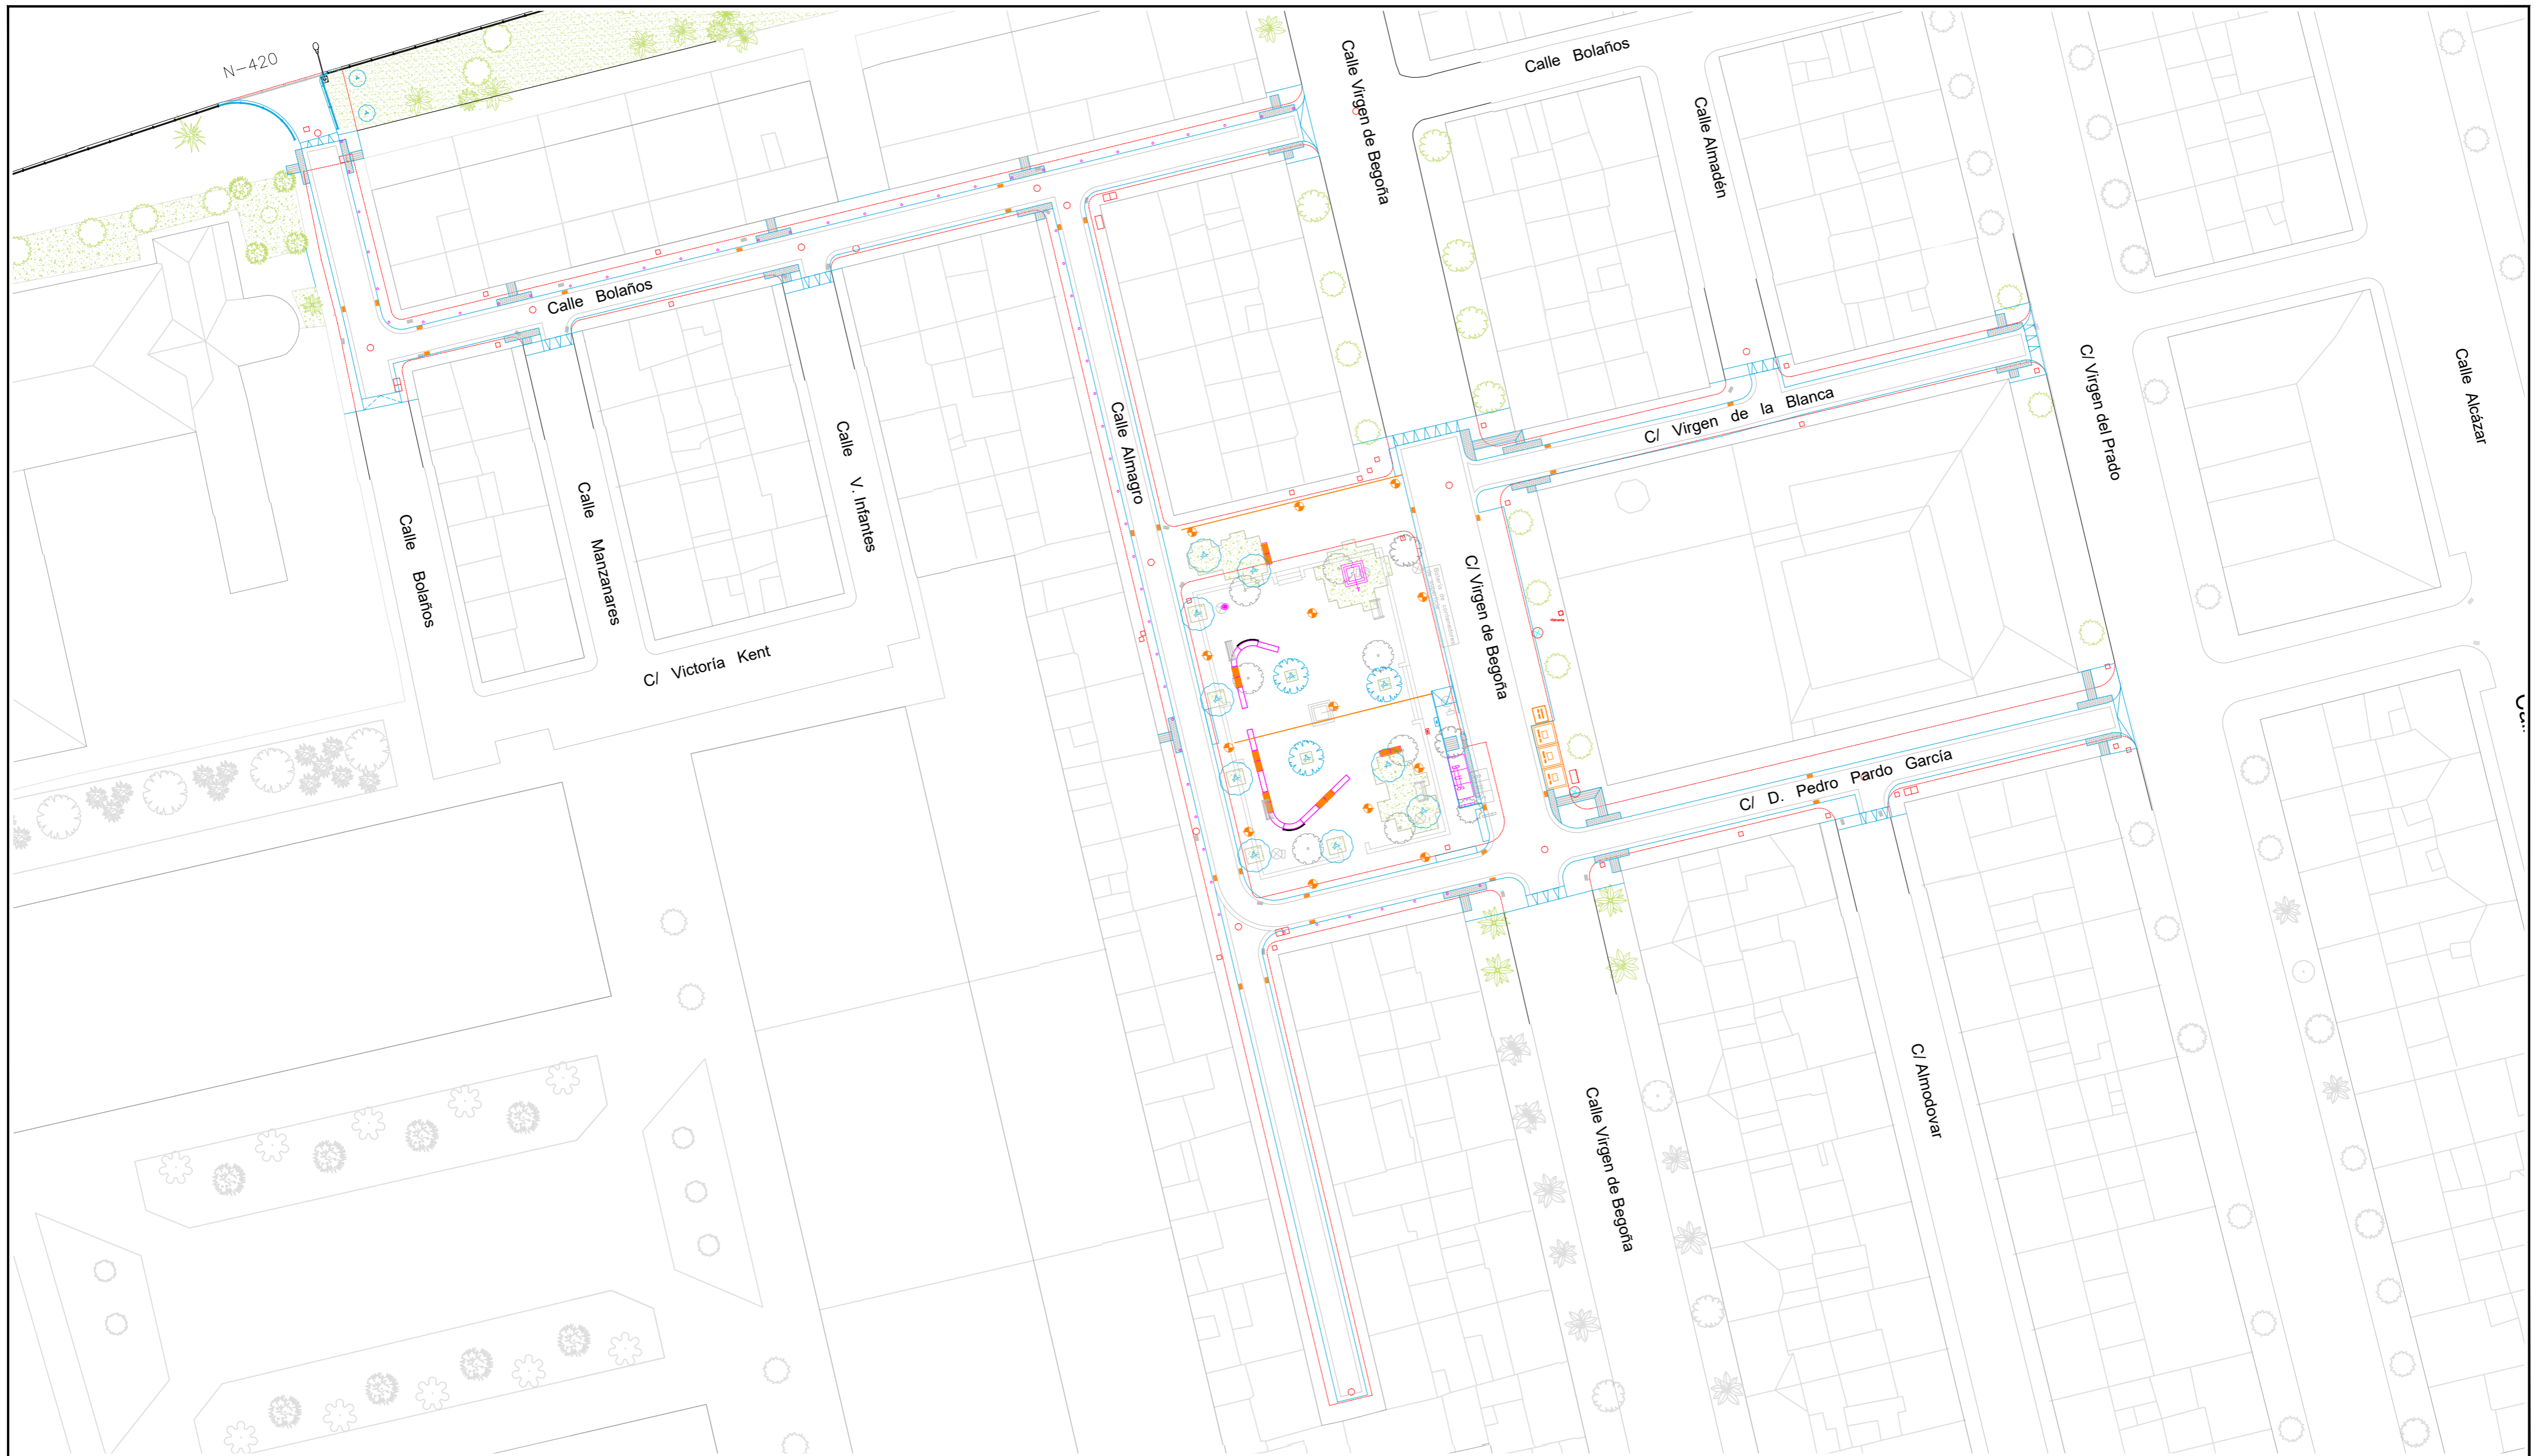 N-420
Calle Bolaños
Calle Virgen de Begoña
Calle Almadén
Calle Bolaños
C/ Virgen de la Blanca
C/ Virgen del Prado
Calle Alcázar
Calle Almagro
Calle V. Infantes
Calle Manzanares
Calle Bolaños
C/ Victoría Kent
C/ Virgen de Begoña
C/ D. Pedro Pardo García
Calle Virgen de Begoña
C/ Almodovar